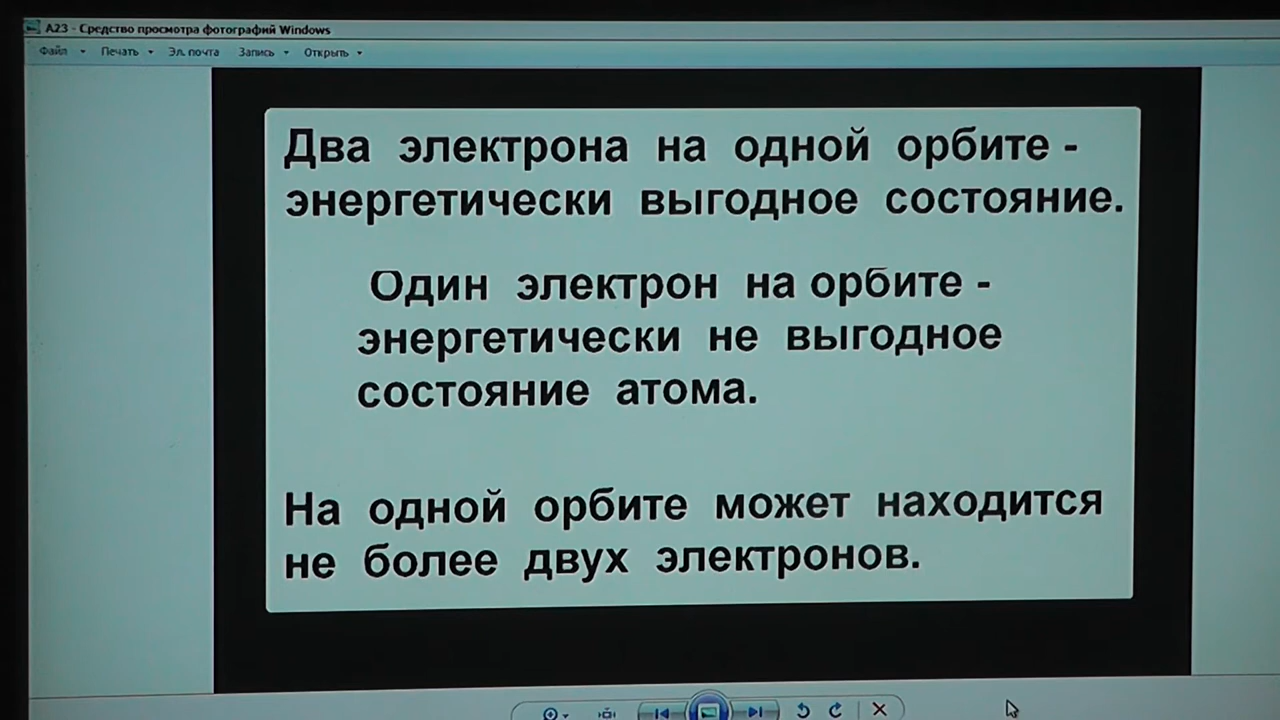 A23 - Средство просмотра фотографий Windows
Файл Печать Эл. почта Запись Открыть
Два электрона на одной орбите -
энергетически выгодное состояние.
Один электрон на орбите -
энергетически не выгодное
состояние атома.
На одной орбите может находится
не более двух электронов.